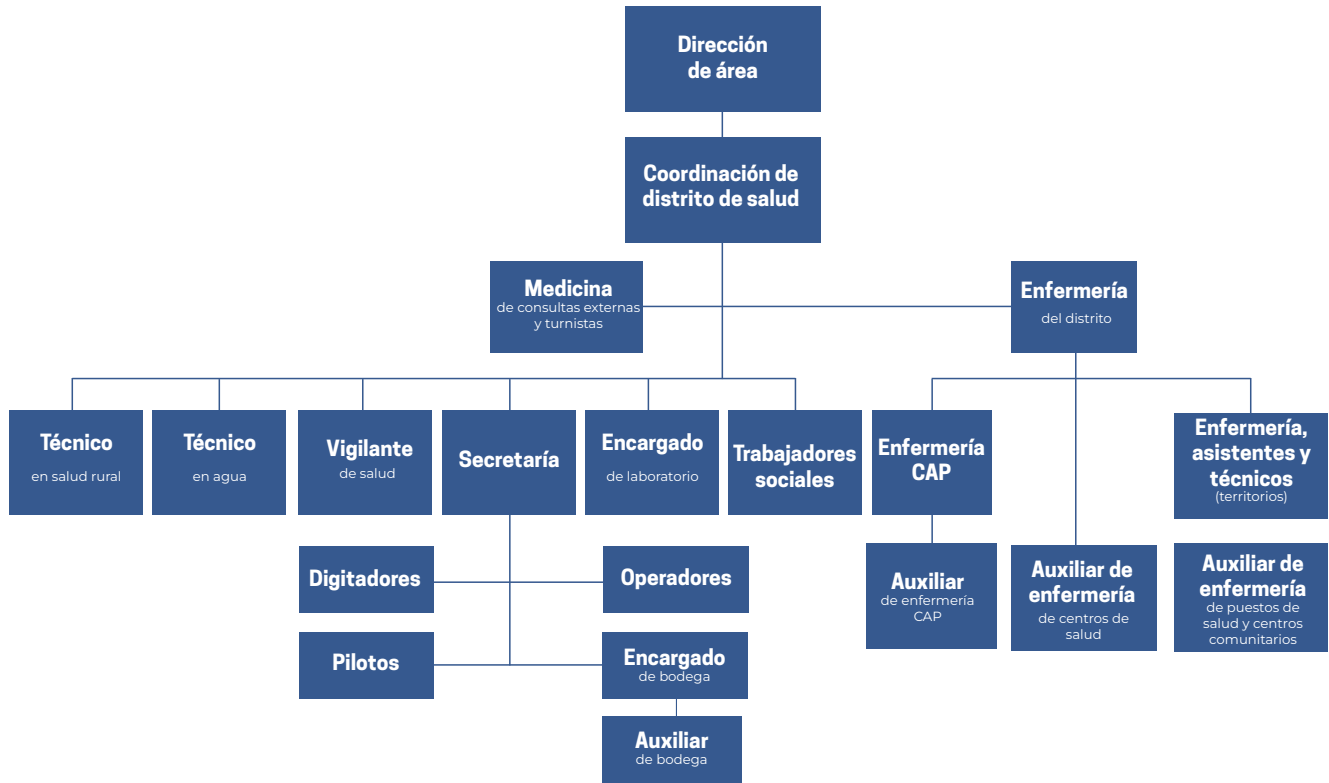 Dirección
de área
Coordinación de
distrito de salud
Medicina
de consultas externas
y turnistas
Enfermería
del distrito
Técnico
en salud rural
Técnico
en agua
Vigilante
de salud
Secretaría
Encargado
de laboratorio
Trabajadores
sociales
Enfermería
CAP
Enfermería,
asistentes y
técnicos
(territorios)
Digitadores
Operadores
Auxiliar
de enfermería
CAP
Auxiliar de
enfermería
de centros de
salud
Auxiliar de
enfermería
de puestos de
salud y centros
comunitarios
Pilotos
Encargado
de bodega
Auxiliar
de bodega